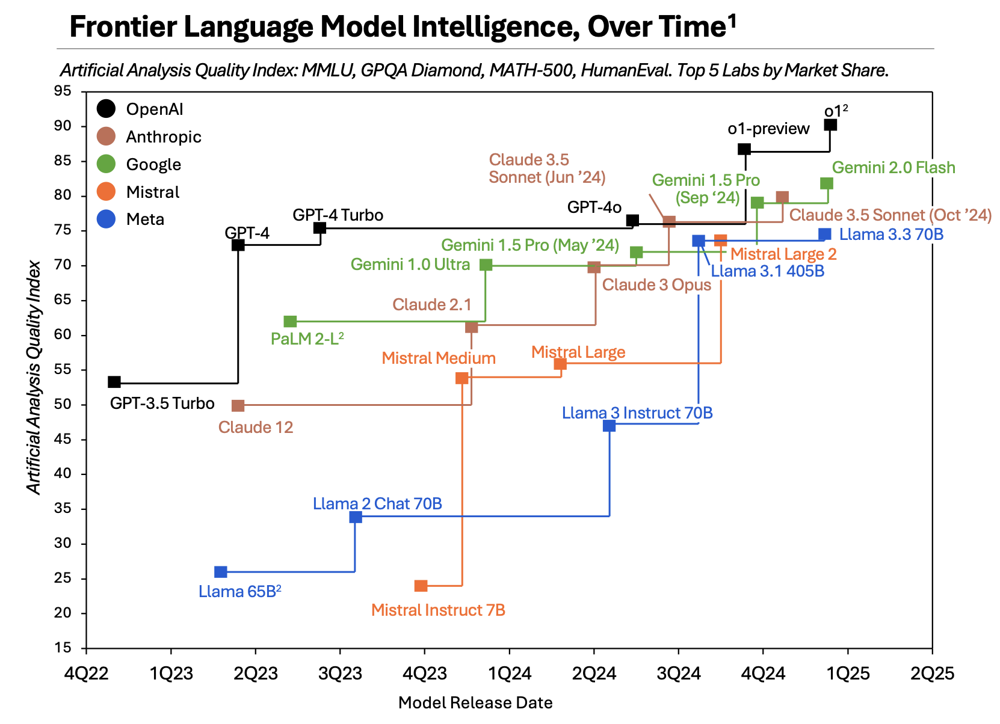 Frontier Language Model Intelligence, Over Time¹
Artificial Analysis Quality Index: MMLU, GPQA Diamond, MATH-500, HumanEval. Top 5 Labs by Market Share.
Artificial Analysis Quality Index
95
90
85
80
75
70
65
60
55
50
45
40
35
30
25
20
15
OpenAI
Anthropic
Google
Mistral
Meta
o1²
o1-preview
Claude 3.5
Sonnet (Jun ’24)
Gemini 2.0 Flash
Gemini 1.5 Pro
(Sep ‘24)
GPT-4o
GPT-4 Turbo
Claude 3.5 Sonnet (Oct ’24)
GPT-4
Llama 3.3 70B
Gemini 1.5 Pro (May ’24)
Mistral Large 2
Gemini 1.0 Ultra
Llama 3.1 405B
Claude 3 Opus
Claude 2.1
PaLM 2-L²
Mistral Medium
Mistral Large
GPT-3.5 Turbo
Llama 3 Instruct 70B
Claude 12
Llama 2 Chat 70B
Llama 65B²
Mistral Instruct 7B
4Q22
1Q23
2Q23
3Q23
4Q23
1Q24
2Q24
3Q24
4Q24
1Q25
2Q25
Model Release Date